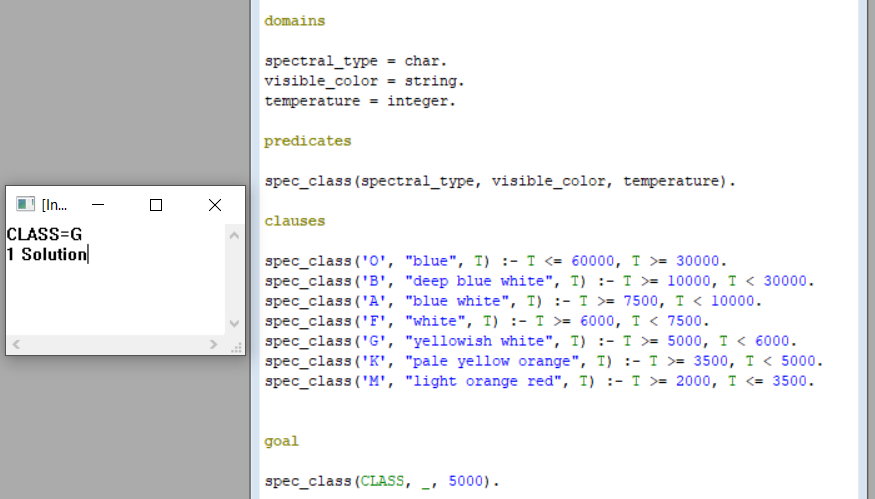 domains
spectral_type = char.
visible_color = string.
temperature = integer.
predicates
spec_class(spectral_type, visible_color, temperature).
clauses
spec_class('O', "blue", T) :- T <= 60000, T >= 30000.
spec_class('B', "deep blue white", T) :- T >= 10000, T < 30000.
spec_class('A', "blue white", T) :- T >= 7500, T < 10000.
spec_class('F', "white", T) :- T >= 6000, T < 7500.
spec_class('G', "yellowish white", T) :- T >= 5000, T < 6000.
spec_class('K', "pale yellow orange", T) :- T >= 3500, T < 5000.
spec_class('M', "light orange red", T) :- T >= 2000, T <= 3500.
goal
spec_class(CLASS, _, 5000).
[In...
CLASS=G
1 Solution